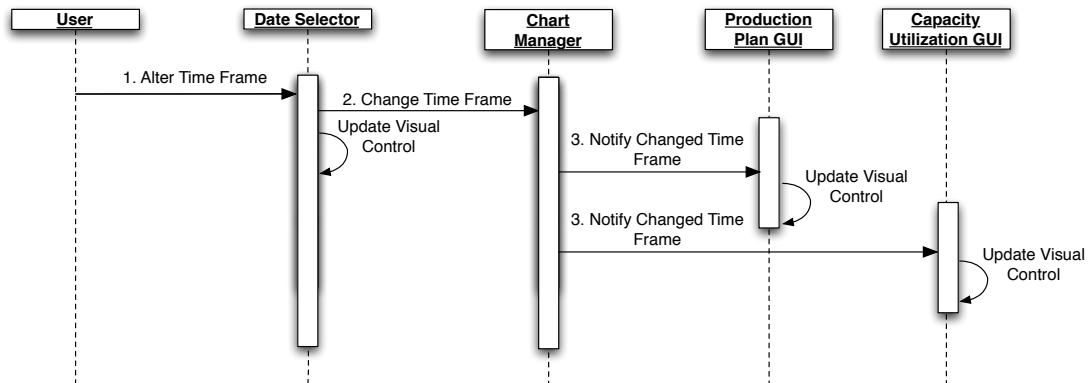 User
Date Selector
Chart
Manager
Production
Plan GUI
Capacity
Utilization GUI
1. Alter Time Frame
2. Change Time Frame
Update Visual
Control
3. Notify Changed Time
Frame
Update Visual
Control
3. Notify Changed Time
Frame
Update Visual
Control